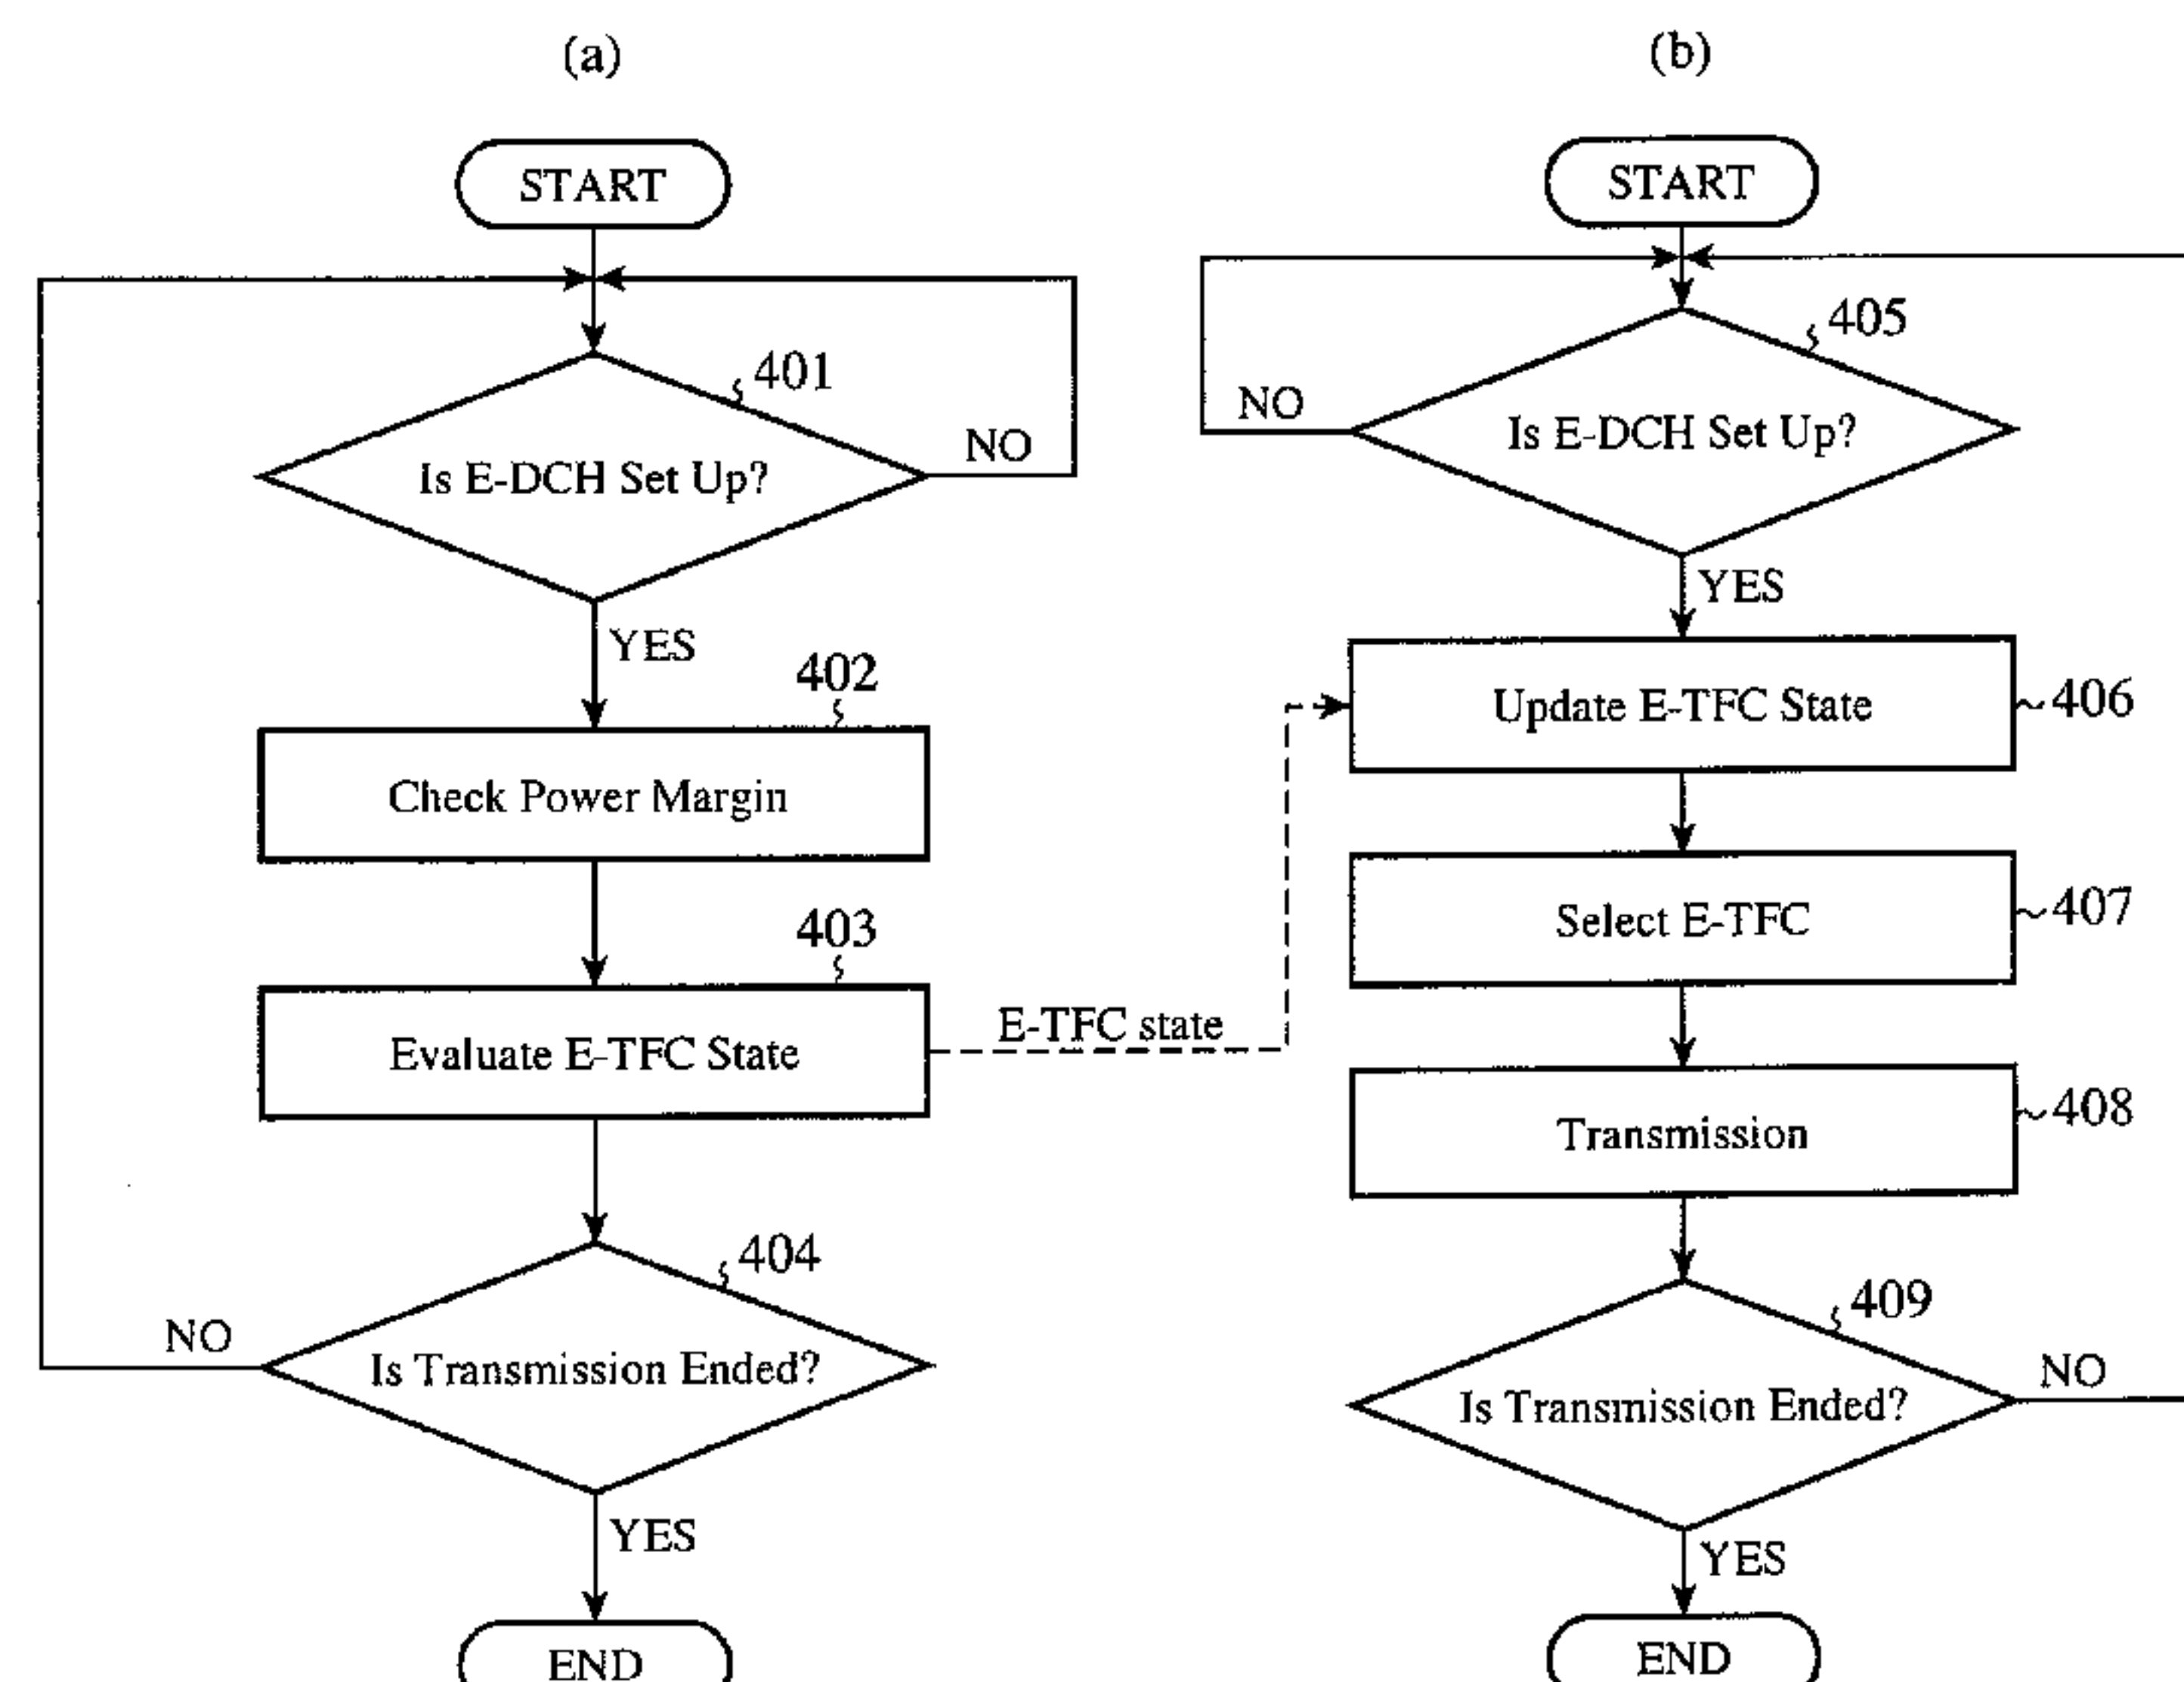 (a)
START
401
Is E-DCH Set Up?
NO
YES
402
Check Power Margin
403
Evaluate E-TFC State
E-TFC state
404
Is Transmission Ended?
NO
YES
END
(b)
START
405
Is E-DCH Set Up?
NO
YES
Update E-TFC State
406
Select E-TFC
407
Transmission
408
409
Is Transmission Ended?
NO
YES
END